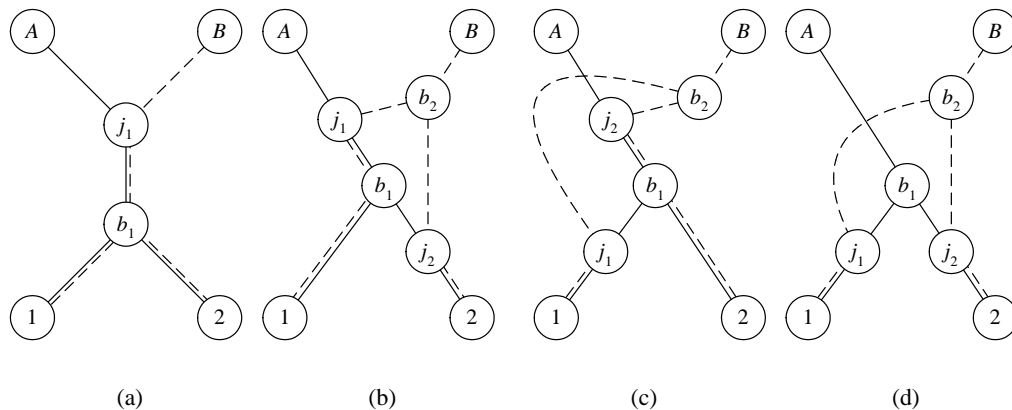 A B A B A B A B
b₂ b₂ b₂
j₁ j₁ j₂
b₁ b₁ b₁
b₁
j₂ j₁ j₁ j₂
1 2 1 2 1 2 1 2
(a) (b) (c) (d)